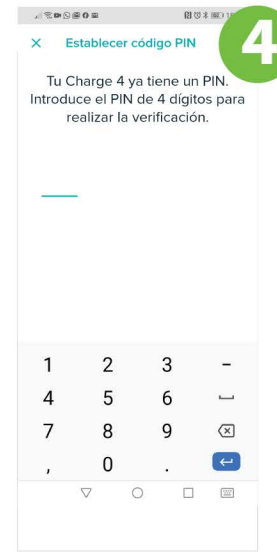 4
Establecer código PIN
Tu Charge 4 ya tiene un PIN.
Introduce el PIN de 4 dígitos para
realizar la verificación.
1 2 3 -
4 5 6
7 8 9
, 0 .